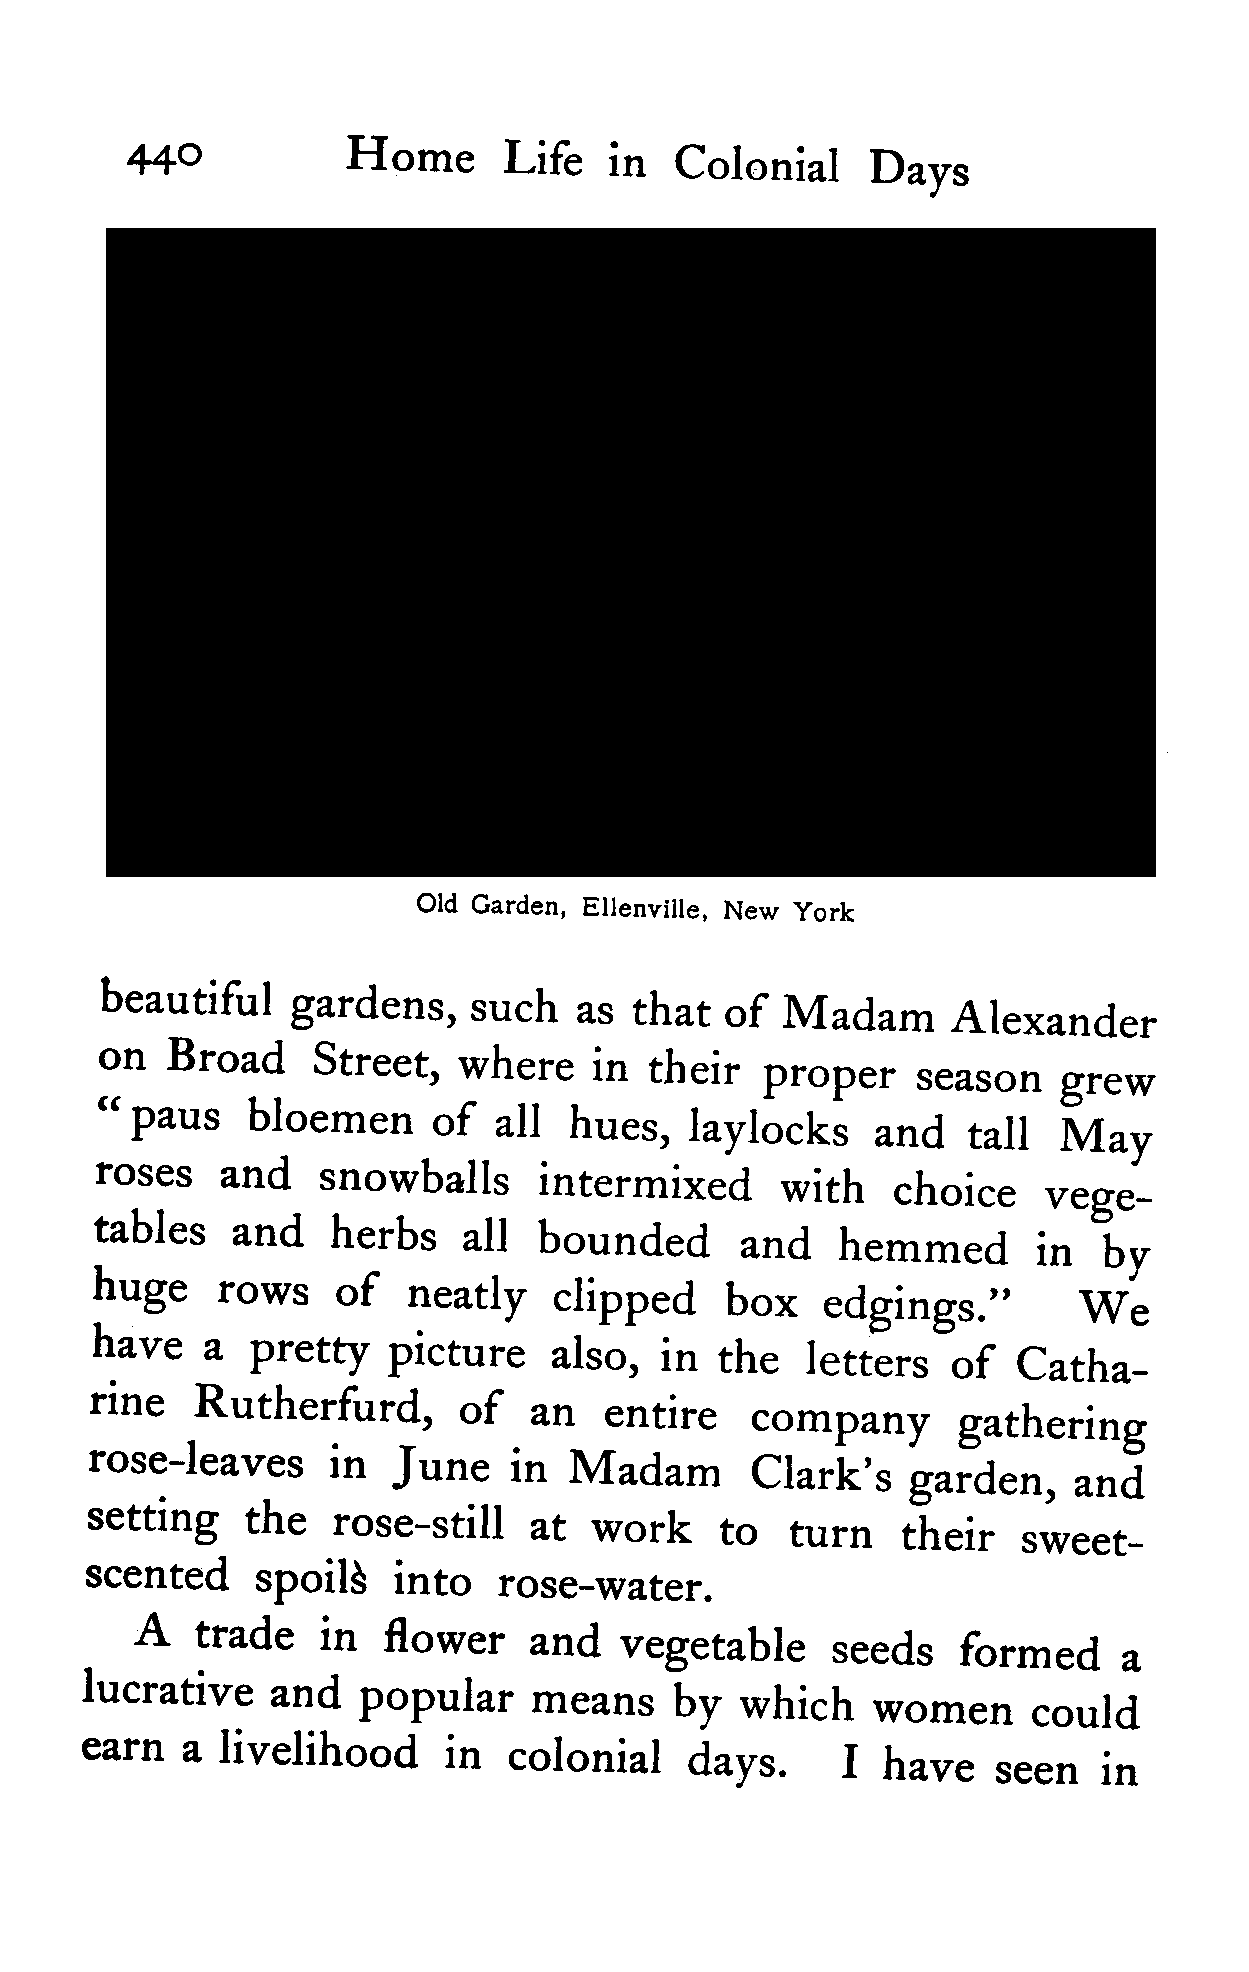 440 Home Life in Colonial Days
Old Garden, Ellenville, New York
beautiful gardens, such as that of Madam Alexander
on Broad Street, where in their proper season grew
“ paus bloemen of all hues, laylocks and tall May
roses and snowballs intermixed with choice vege-
tables and herbs all bounded and hemmed in by
huge rows of neatly clipped box edgings.” We
have a pretty picture also, in the letters of Catha-
rine Rutherfurd, of an entire company gathering
rose-leaves in June in Madam Clark’s garden, and
setting the rose-still at work to turn their sweet-
scented spoils into rose-water.
A trade in flower and vegetable seeds formed a
lucrative and popular means by which women could
earn a livelihood in colonial days. I have seen in